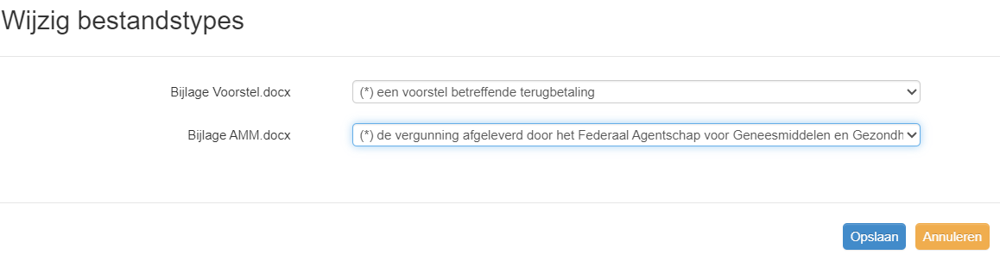 Wijzig bestandstypes
Bijlage Voorstel.docx (*) een voorstel betreffende terugbetaling
Bijlage AMM.docx (*) de vergunning afgeleverd door het Federaal Agentschap voor Geneesmiddelen en Gezondh
Opslaan Annuleren